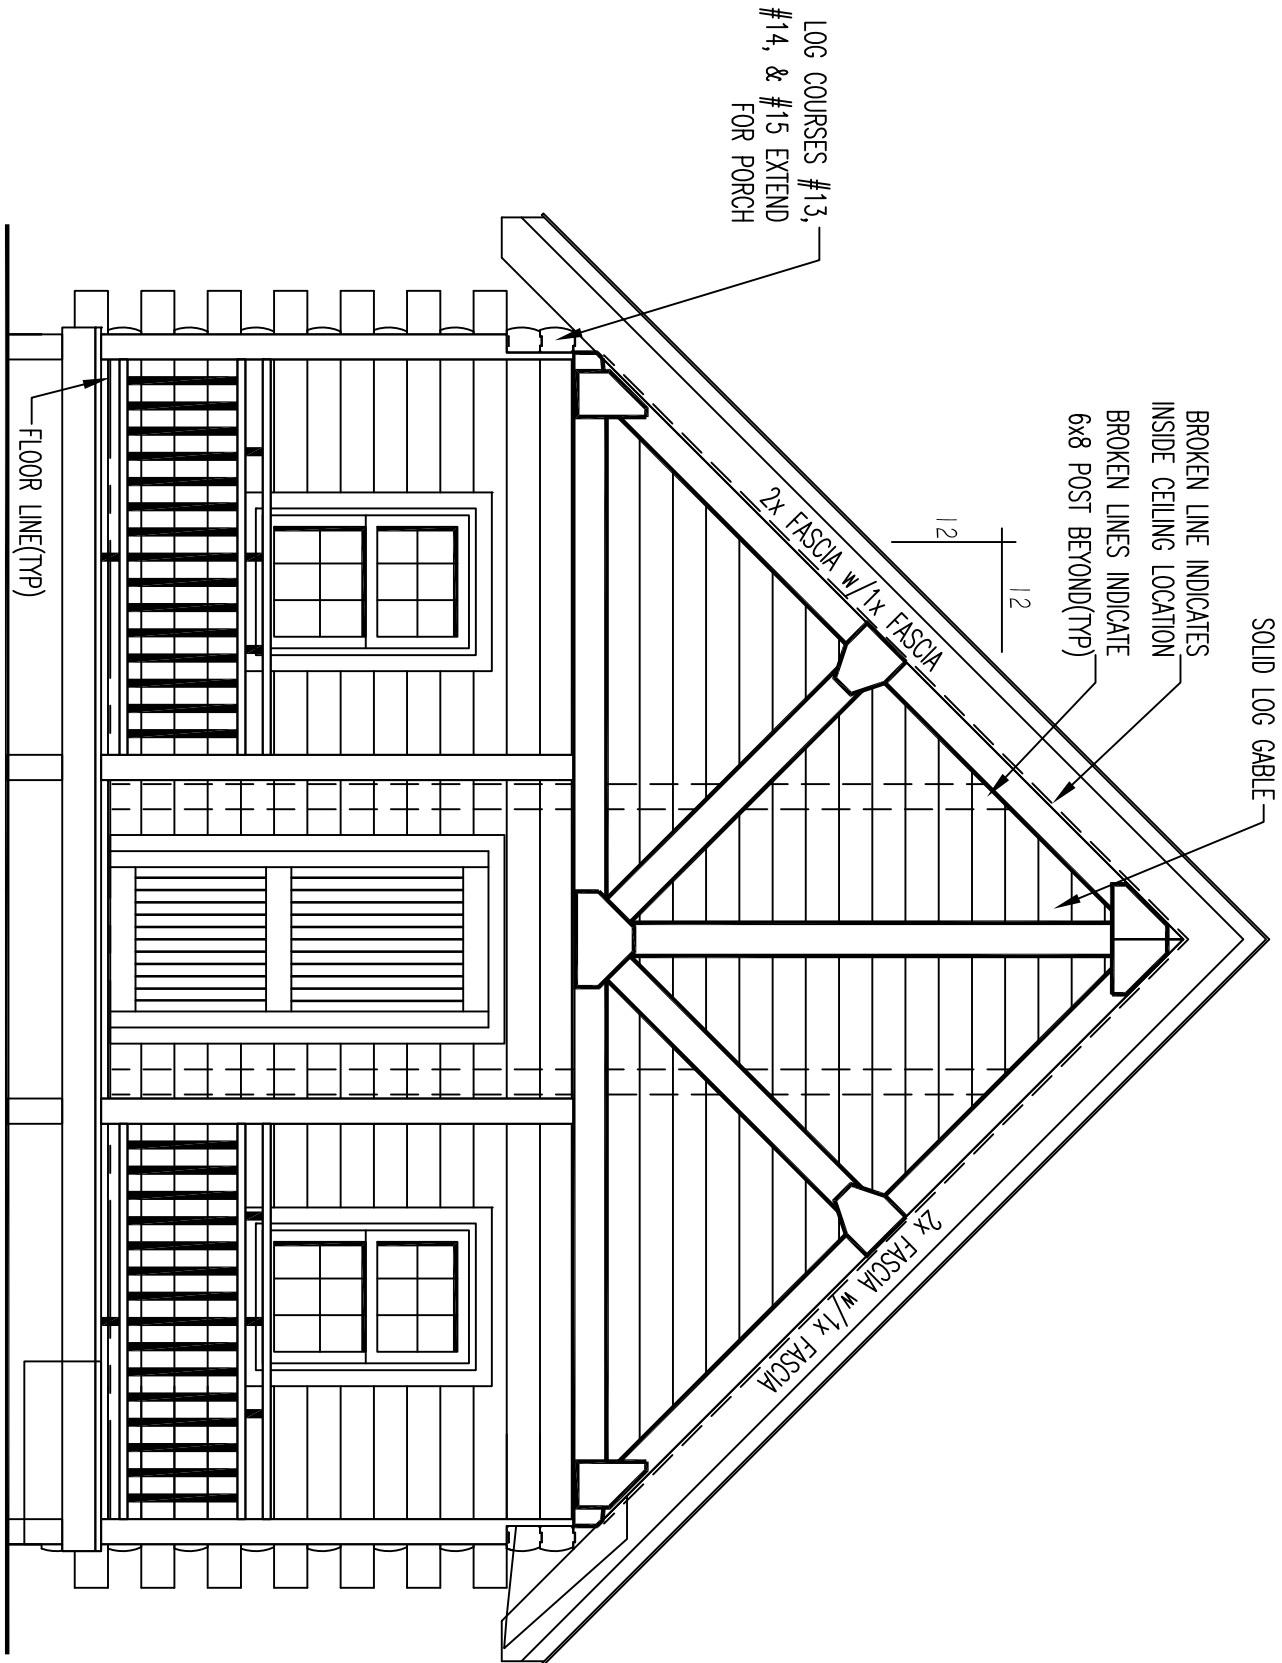 SOLID LOG GABLE
BROKEN LINE INDICATES
INSIDE CEILING LOCATION
BROKEN LINES INDICATE
6x8 POST BEYOND(TYP)
12
12
2x FASCIA w/1x FASCIA
2x FASCIA w/1x FASCIA
LOG COURSES #13,
#14, & #15 EXTEND
FOR PORCH
FLOOR LINE(TYP)